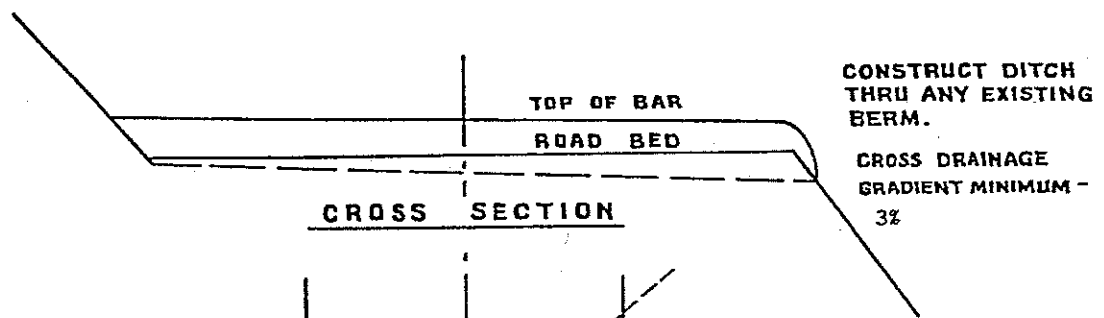 TOP OF BAR
ROAD BED
CROSS SECTION
CONSTRUCT DITCH
THRU ANY EXISTING
BERM.
CROSS DRAINAGE
GRADIENT MINIMUM -
3%